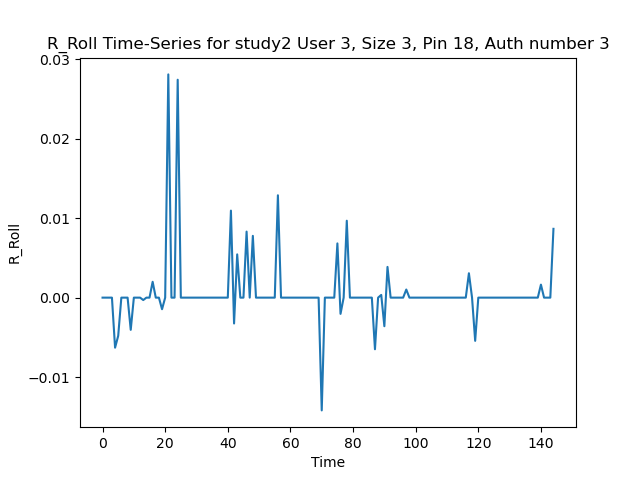 R_Roll Time-Series for study2 User 3, Size 3, Pin 18, Auth number 3
0.03
0.02
0.01
0.00
−0.01
R_Roll
0 20 40 60 80 100 120 140
Time